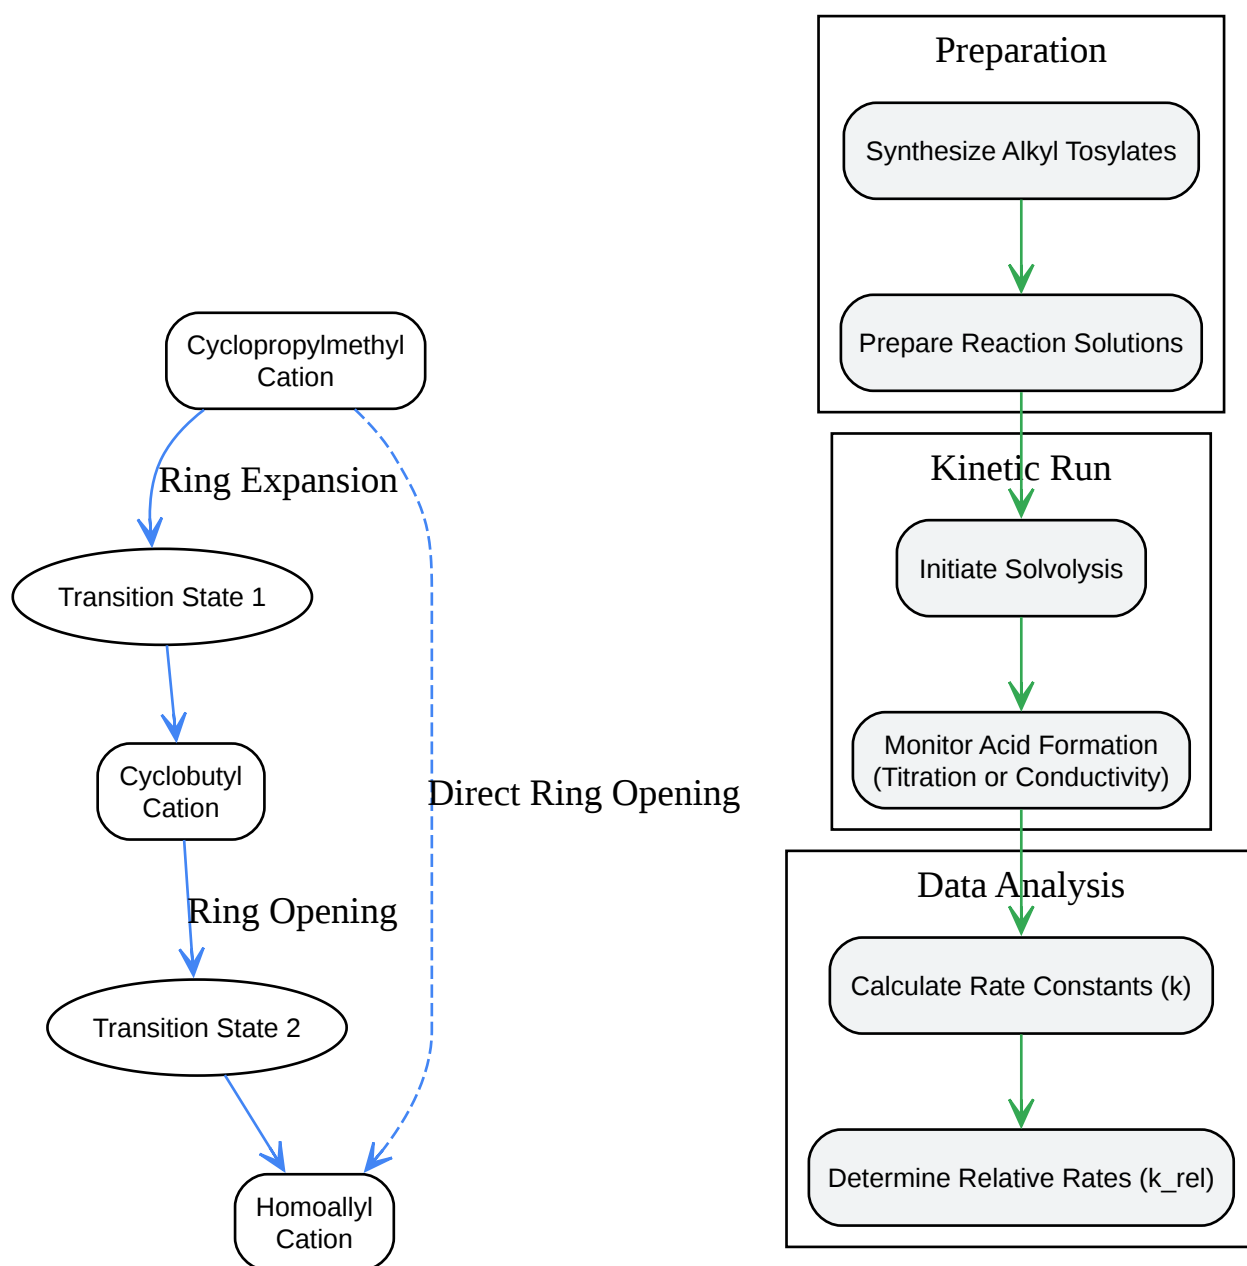 Cyclopropylmethyl
Cation
Ring Expansion
Transition State 1
Cyclobutyl
Cation
Direct Ring Opening
Ring Opening
Transition State 2
Homoallyl
Cation
Preparation
Synthesize Alkyl Tosylates
Prepare Reaction Solutions
Kinetic Run
Initiate Solvolysis
Monitor Acid Formation
(Titration or Conductivity)
Data Analysis
Calculate Rate Constants (k)
Determine Relative Rates (k_rel)